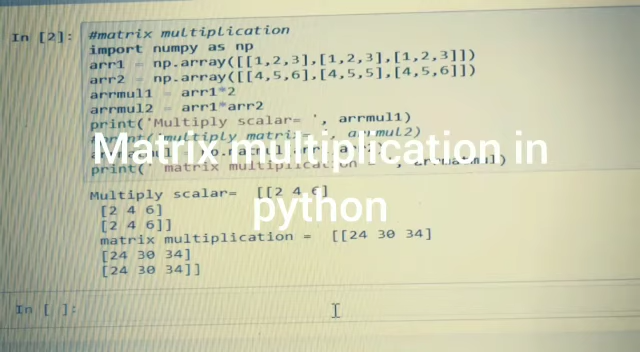 In [2]: #matrix multiplication
import numpy as np
arr1 = np.array([[1,2,3],[1,2,3],[1,2,3]])
arr2 = np.array([[4,5,6],[4,5,5],[4,5,6]])
arrmul1 = arr1*2
arrmul2 = arr1*arr2
print('Multiply scalar= ', arrmul1)
Matrix multiplication in
python
print(' matrix multiplication =
Multiply scalar= [[2 4 6]
[2 4 6]
[2 4 6]]
matrix multiplication = [[24 30 34]
[24 30 34]
[24 30 34]]
In [ ]: